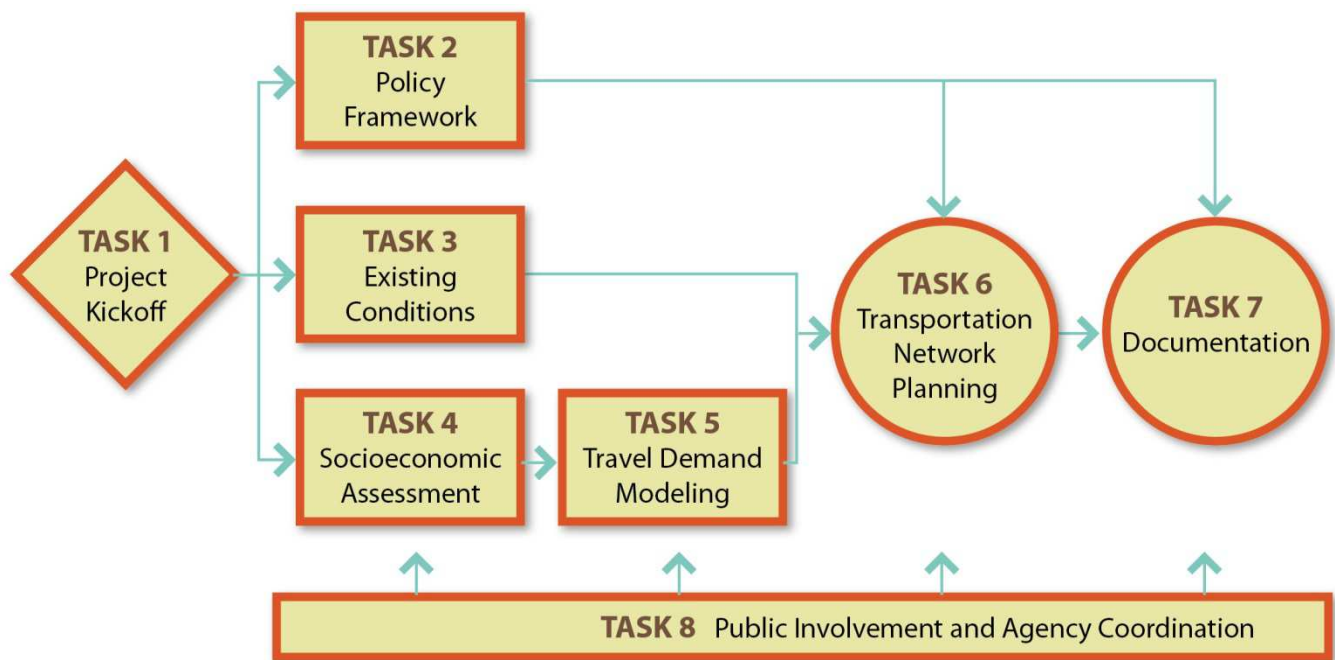 TASK 1
Project
Kickoff
TASK 2
Policy
Framework
TASK 3
Existing
Conditions
TASK 4
Socioeconomic
Assessment
TASK 5
Travel Demand
Modeling
TASK 6
Transportation
Network
Planning
TASK 7
Documentation
TASK 8 Public Involvement and Agency Coordination